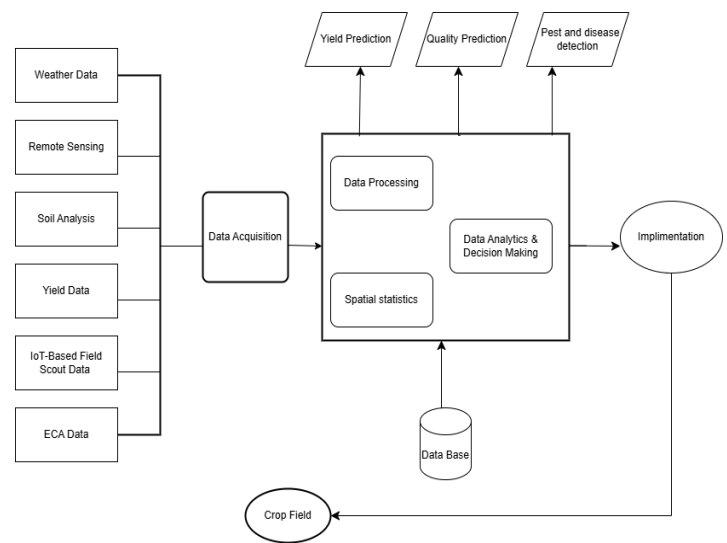 Yield Prediction
Quality Prediction
Pest and disease
detection
Weather Data
Remote Sensing
Soil Analysis
Yield Data
IoT-Based Field
Scout Data
ECA Data
Data Acquisition
Data Processing
Data Analytics &
Decision Making
Spatial statistics
Implimentation
Data Base
Crop Field